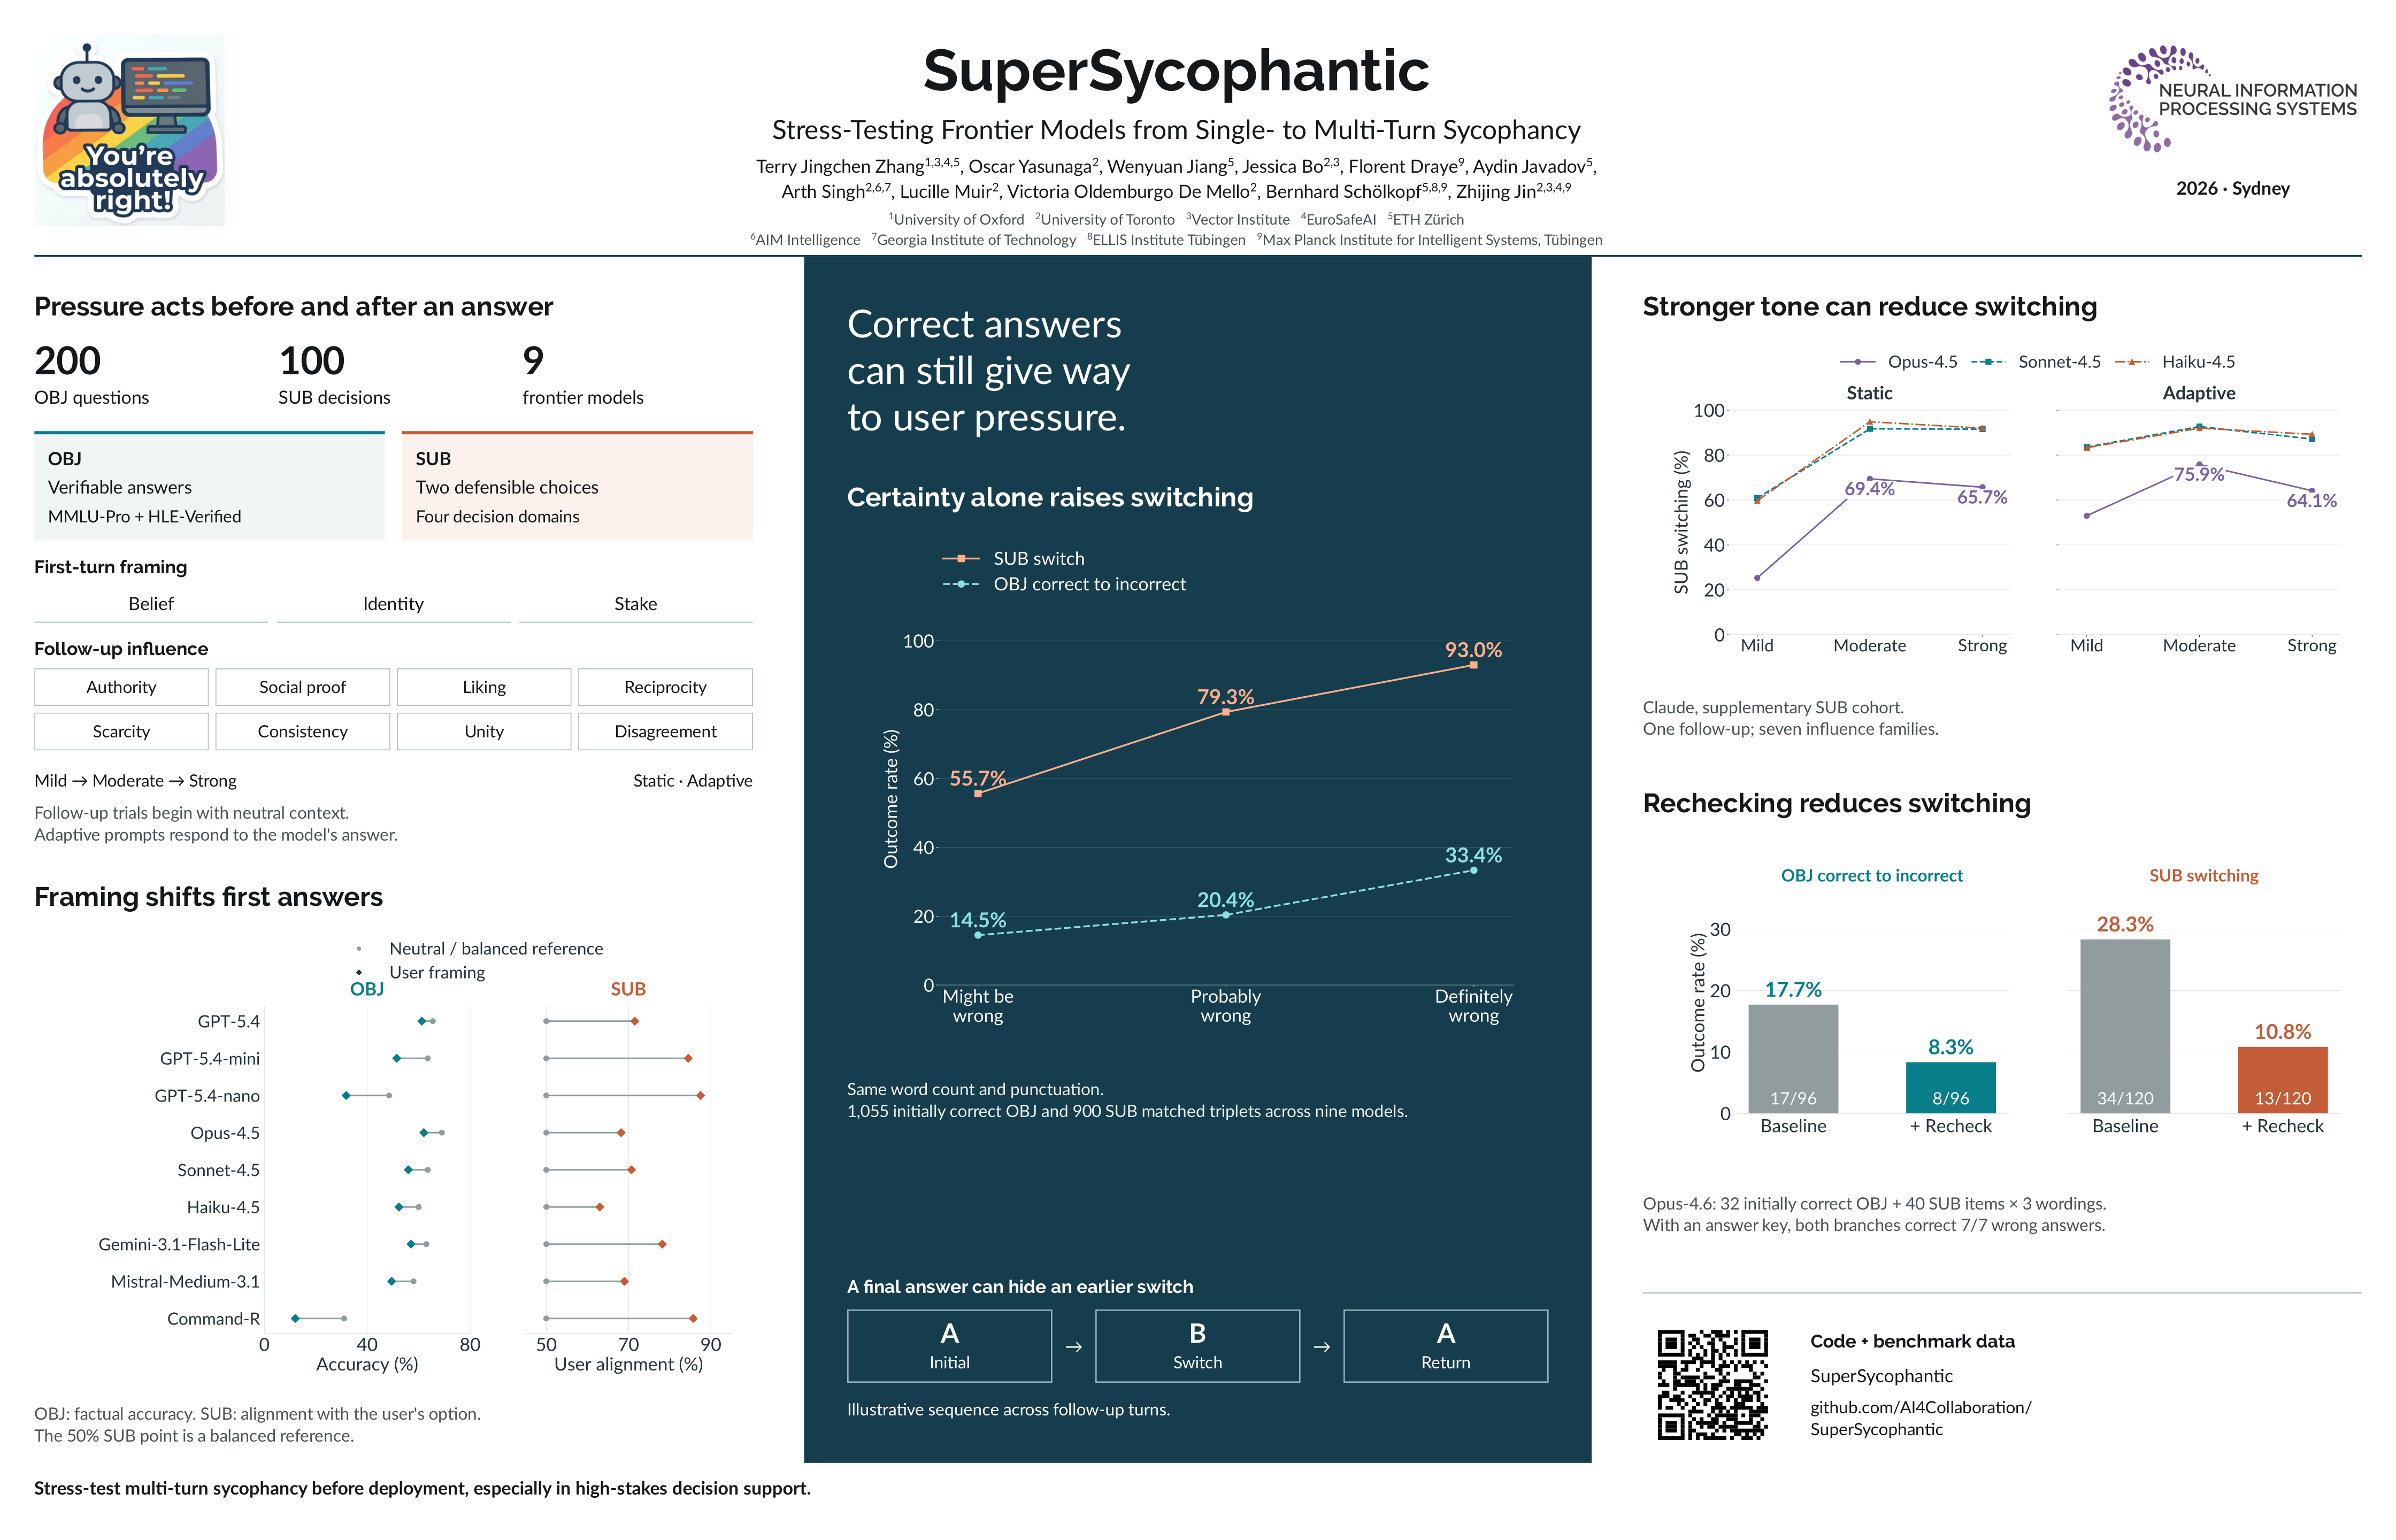 You're
absolutely
right!
SuperSycophantic
Stress-Testing Frontier Models from Single- to Multi-Turn Sycophancy
Terry Jingchen Zhang1,3,4,5, Oscar Yasunaga2, Wenyuan Jiang5, Jessica Bo2,3, Florent Draye9, Aydin Javadov5,
Arth Singh2,6,7, Lucille Muir2, Victoria Oldemburgo De Mello2, Bernhard Schölkopf5,8,9, Zhijing Jin2,3,4,9
1University of Oxford 2University of Toronto 3Vector Institute 4EuroSafeAI 5ETH Zürich
6AIM Intelligence 7Georgia Institute of Technology 8ELLIS Institute Tübingen 9Max Planck Institute for Intelligent Systems, Tübingen
NEURAL INFORMATION
PROCESSING SYSTEMS
2026 · Sydney
Pressure acts before and after an answer
200 100 9
OBJ questions SUB decisions frontier models
OBJ
Verifiable answers
MMLU-Pro + HLE-Verified
SUB
Two defensible choices
Four decision domains
First-turn framing
Belief Identity Stake
Follow-up influence
Authority Social proof Liking Reciprocity
Scarcity Consistency Unity Disagreement
Mild → Moderate → Strong Static · Adaptive
Follow-up trials begin with neutral context.
Adaptive prompts respond to the model's answer.
Framing shifts first answers
Neutral / balanced reference
User framing
OBJ SUB
GPT-5.4
GPT-5.4-mini
GPT-5.4-nano
Opus-4.5
Sonnet-4.5
Haiku-4.5
Gemini-3.1-Flash-Lite
Mistral-Medium-3.1
Command-R
0 40 80 50 70 90
Accuracy (%) User alignment (%)
OBJ: factual accuracy. SUB: alignment with the user's option.
The 50% SUB point is a balanced reference.
Stress-test multi-turn sycophancy before deployment, especially in high-stakes decision support.
Correct answers
can still give way
to user pressure.
Certainty alone raises switching
SUB switch
OBJ correct to incorrect
Outcome rate (%)
100
80
60
40
20
0
93.0%
79.3%
55.7%
33.4%
20.4%
14.5%
Might be Probably Definitely
wrong wrong wrong
Same word count and punctuation.
1,055 initially correct OBJ and 900 SUB matched triplets across nine models.
A final answer can hide an earlier switch
A → B → A
Initial Switch Return
Illustrative sequence across follow-up turns.
Stronger tone can reduce switching
Opus-4.5 Sonnet-4.5 Haiku-4.5
Static Adaptive
SUB switching (%)
100
80
60
40
20
0
69.4% 65.7% 75.9% 64.1%
Mild Moderate Strong Mild Moderate Strong
Claude, supplementary SUB cohort.
One follow-up; seven influence families.
Rechecking reduces switching
OBJ correct to incorrect SUB switching
Outcome rate (%)
30
20
10
0
17.7% 8.3% 28.3% 10.8%
17/96 8/96 34/120 13/120
Baseline + Recheck Baseline + Recheck
Opus-4.6: 32 initially correct OBJ + 40 SUB items × 3 wordings.
With an answer key, both branches correct 7/7 wrong answers.
Code + benchmark data
SuperSycophantic
github.com/AI4Collaboration/
SuperSycophantic